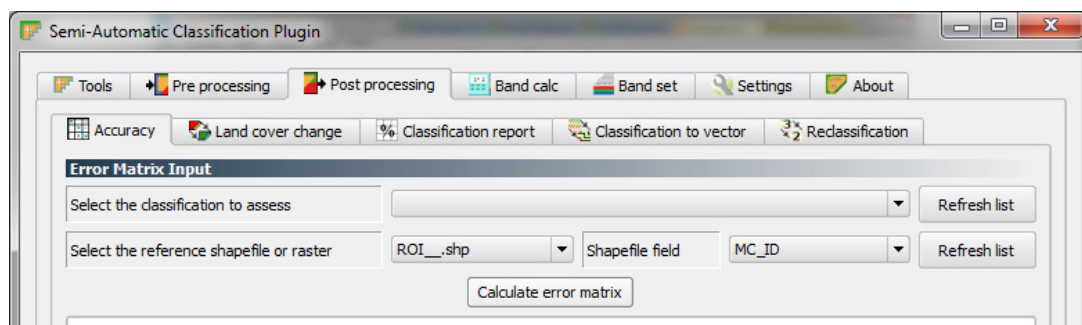 Semi-Automatic Classification Plugin
Tools Pre processing Post processing Band calc Band set Settings About
Accuracy Land cover change Classification report Classification to vector Reclassification
Error Matrix Input
Select the classification to assess Refresh list
Select the reference shapefile or raster ROI__.shp Shapefile field MC_ID Refresh list
Calculate error matrix